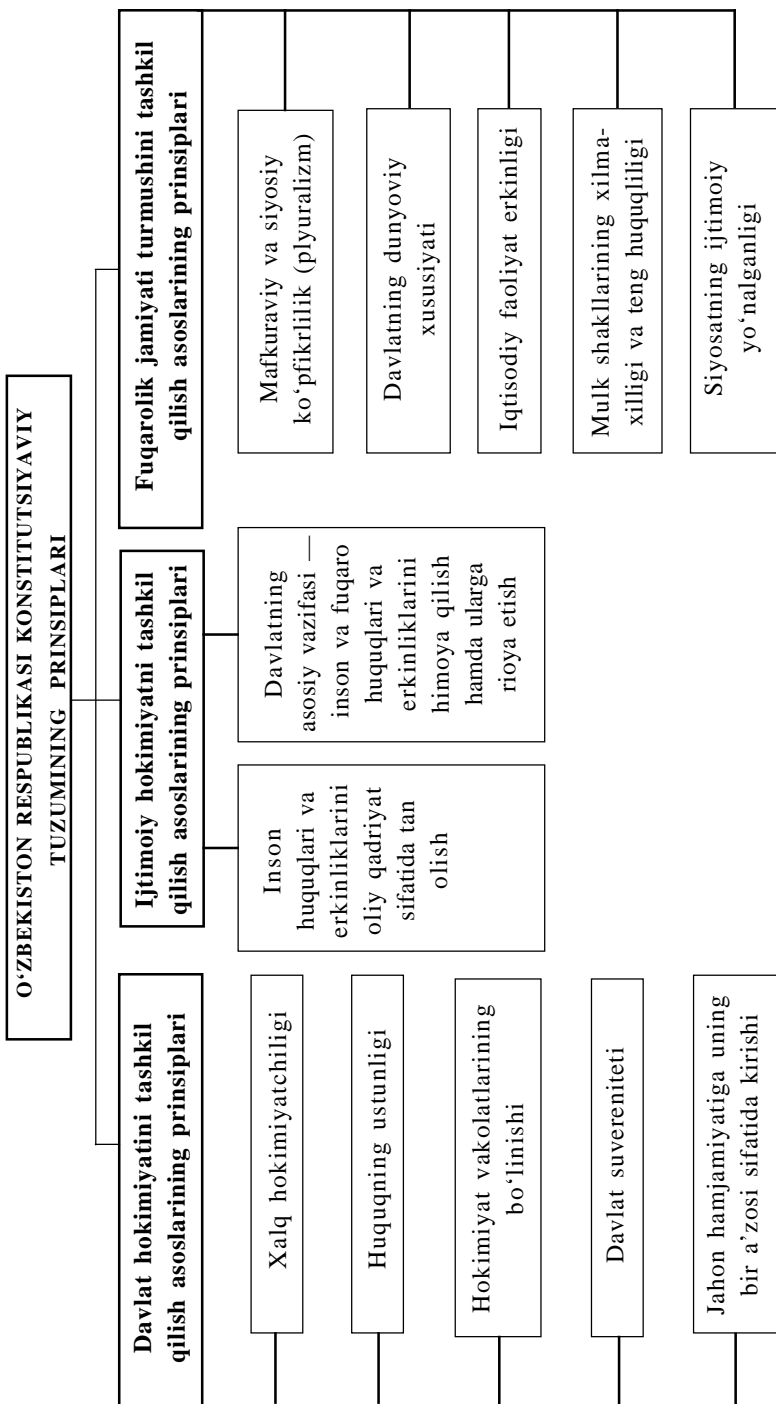 O‘ZBEKISTON RESPUBLIKASI KONSTITUTSIYAVIY
TUZUMINING PRINSIPLARI
Davlat hokimiyatini tashkil
qilish asoslarining prinsiplari
Xalq hokimiyatchiligi
Huquqning ustunligi
Hokimiyat vakolatlarining
bo‘linishi
Davlat suvereniteti
Jahon hamjamiyatiga uning
bir a’zosi sifatida kirishi
Ijtimoiy hokimiyatni tashkil
qilish asoslarining prinsiplari
Inson
huquqlari va
erkinliklarini
oliy qadriyat
sifatida tan
olish
Davlatning
asosiy vazifasi —
inson va fuqaro
huquqlari va
erkinliklarini
himoya qilish
hamda ularga
rioya etish
Fuqarolik jamiyati turmushini tashkil
qilish asoslarining prinsiplari
Mafkuraviy va siyosiy
ko‘pfikrlilik (plyuralizm)
Davlatning dunyoviy
xususiyati
Iqtisodiy faoliyat erkinligi
Mulk shakllarining xilma-
xilligi va teng huquqliligi
Siyosatning ijtimoiy
yo‘nalganligi